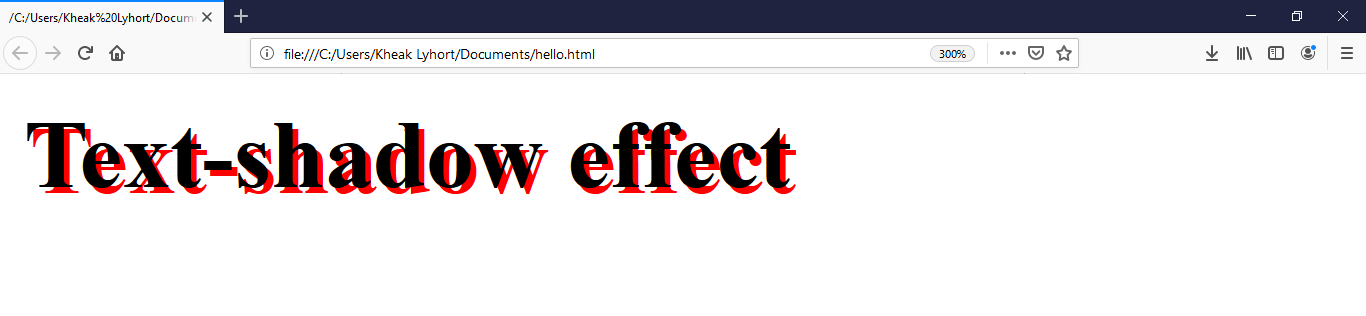 /C:/Users/Kheak%20Lyhort/Docum
file:///C:/Users/Kheak Lyhort/Documents/hello.html 300%
Text-shadow effect